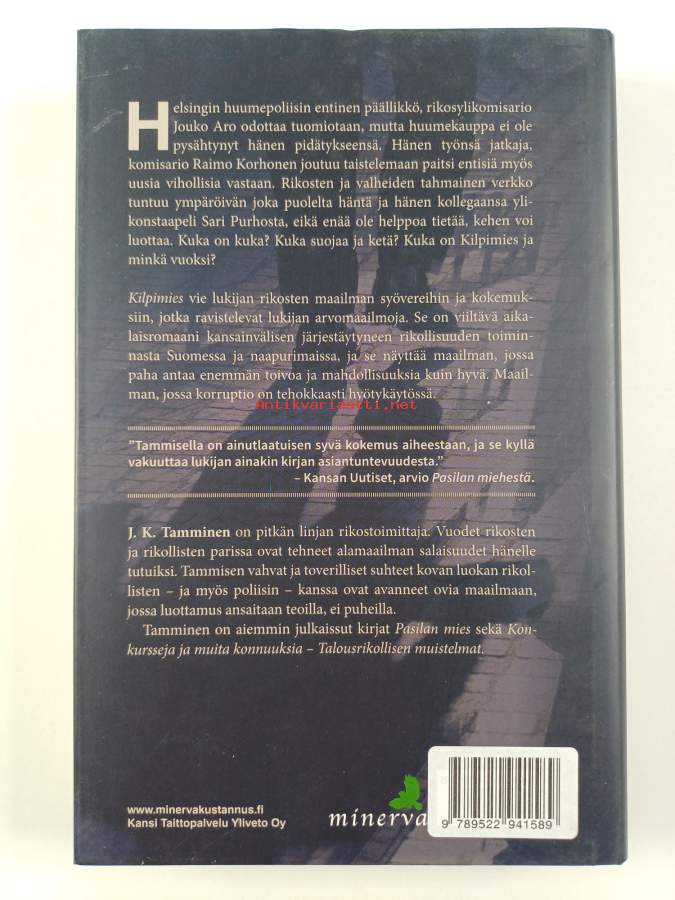 Helsingin huumepoliisin entinen päällikkö, rikosylikomisario
Jouko Aro odottaa tuomiotaan, mutta huumekauppa ei ole
pysähtynyt hänen pidätykseensä. Hänen työnsä jatkaja,
komisario Raimo Korhonen joutuu taistelemaan paitsi entisiä myös
uusia vihollisia vastaan. Rikosten ja valheiden tahmainen verkko
tuntuu ympäröivän joka puolelta häntä ja hänen kollegaansa yli-
konstaapeli Sari Purhosta, eikä enää ole helppoa tietää, kehen voi
luottaa. Kuka on kuka? Kuka suojaa ja ketä? Kuka on Kilpimies ja
minkä vuoksi?
Kilpimies vie lukijan rikosten maailman syövereihin ja kokemuk-
siin, jotka ravistelevat lukijan arvomaailmoja. Se on viiltävä aika-
laisromaani kansainvälisen järjestäytyneen rikollisuuden toimin-
nasta Suomessa ja naapurimaissa, ja se näyttää maailman, jossa
paha antaa enemmän toivoa ja mahdollisuuksia kuin hyvä. Maail-
man, jossa korruptio on tehokkaasti hyötykäytössä.
Antikvariaatti.net
”Tammisella on ainutlaatuisen syvä kokemus aiheestaan, ja se kyllä
vakuuttaa lukijan ainakin kirjan asiantuntevuudesta.”
– Kansan Uutiset, arvio Pasilan miehestä.
J. K. Tamminen on pitkän linjan rikostoimittaja. Vuodet rikosten
ja rikollisten parissa ovat tehneet alamaailman salaisuudet hänelle
tutuiksi. Tammisen vahvat ja toverilliset suhteet kovan luokan rikol-
listen – ja myös poliisin – kanssa ovat avanneet ovia maailmaan,
jossa luottamus ansaitaan teoilla, ei puheilla.
Tamminen on aiemmin julkaissut kirjat Pasilan mies sekä Kon-
kursseja ja muita konnuuksia – Talousrikollisen muistelmat.
www.minervakustannus.fi
Kansi Taittopalvelu Yliveto Oy
minerva
9 789522 941589